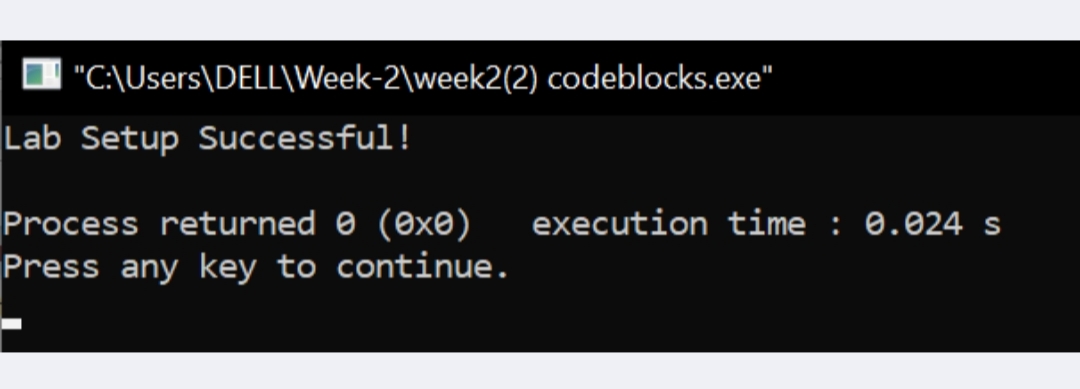 "C:\Users\DELL\Week-2\week2(2) codeblocks.exe"
Lab Setup Successful!
Process returned 0 (0x0)   execution time : 0.024 s
Press any key to continue.